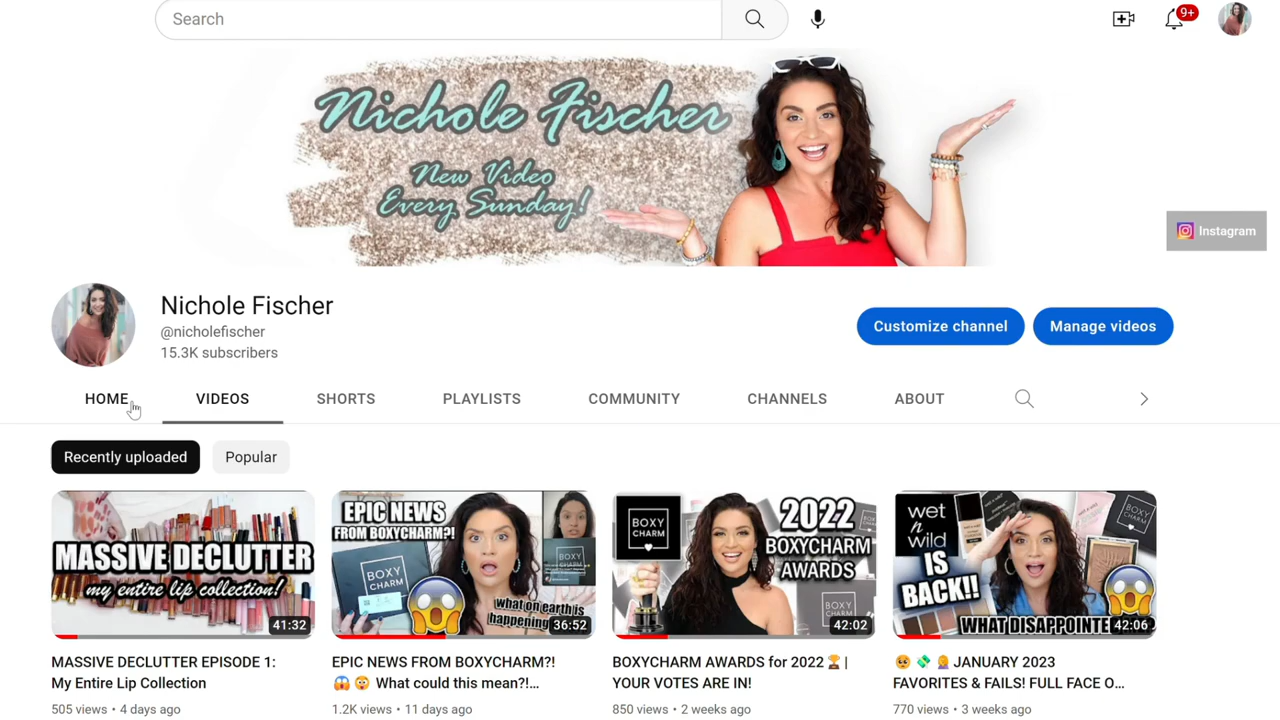 Search
9+
Nichole Fischer
New Video
Every Sunday!
Instagram
Nichole Fischer
@nicholefischer
15.3K subscribers
Customize channel
Manage videos
HOME
VIDEOS
SHORTS
PLAYLISTS
COMMUNITY
CHANNELS
ABOUT
Recently uploaded
Popular
MASSIVE DECLUTTER
my entire lip collection!
41:32
EPIC NEWS
FROM BOXYCHARM?!
BOXY
CHARM
BOXY
CHARM
what on earth is
happening
36:52
BOXY
CHARM
2022
BOXYCHARM
AWARDS
BOXY
CHARM
42:02
wet
n
wild
IS
BACK!!
WHAT DISAPPOINTE
42:06
MASSIVE DECLUTTER EPISODE 1:
My Entire Lip Collection
505 views • 4 days ago
EPIC NEWS FROM BOXYCHARM?!
😱 😳 What could this mean?!...
1.2K views • 11 days ago
BOXYCHARM AWARDS for 2022 🏆 |
YOUR VOTES ARE IN!
850 views • 2 weeks ago
🥺 💸 🤦‍♀️ JANUARY 2023
FAVORITES & FAILS! FULL FACE O...
770 views • 3 weeks ago